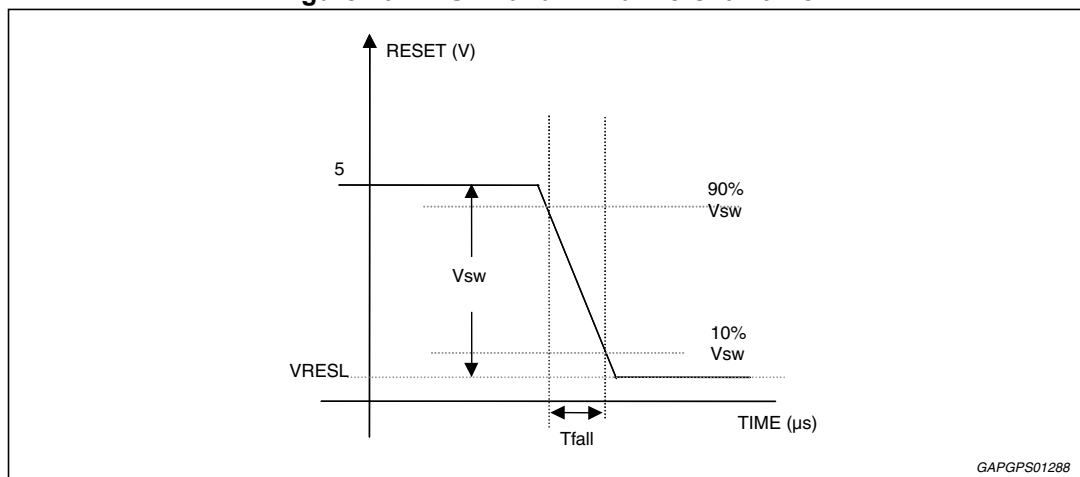 RESET (V)
5
90%
Vsw
Vsw
10%
Vsw
VRESL
TIME (µs)
Tfall
GAPGPS01288